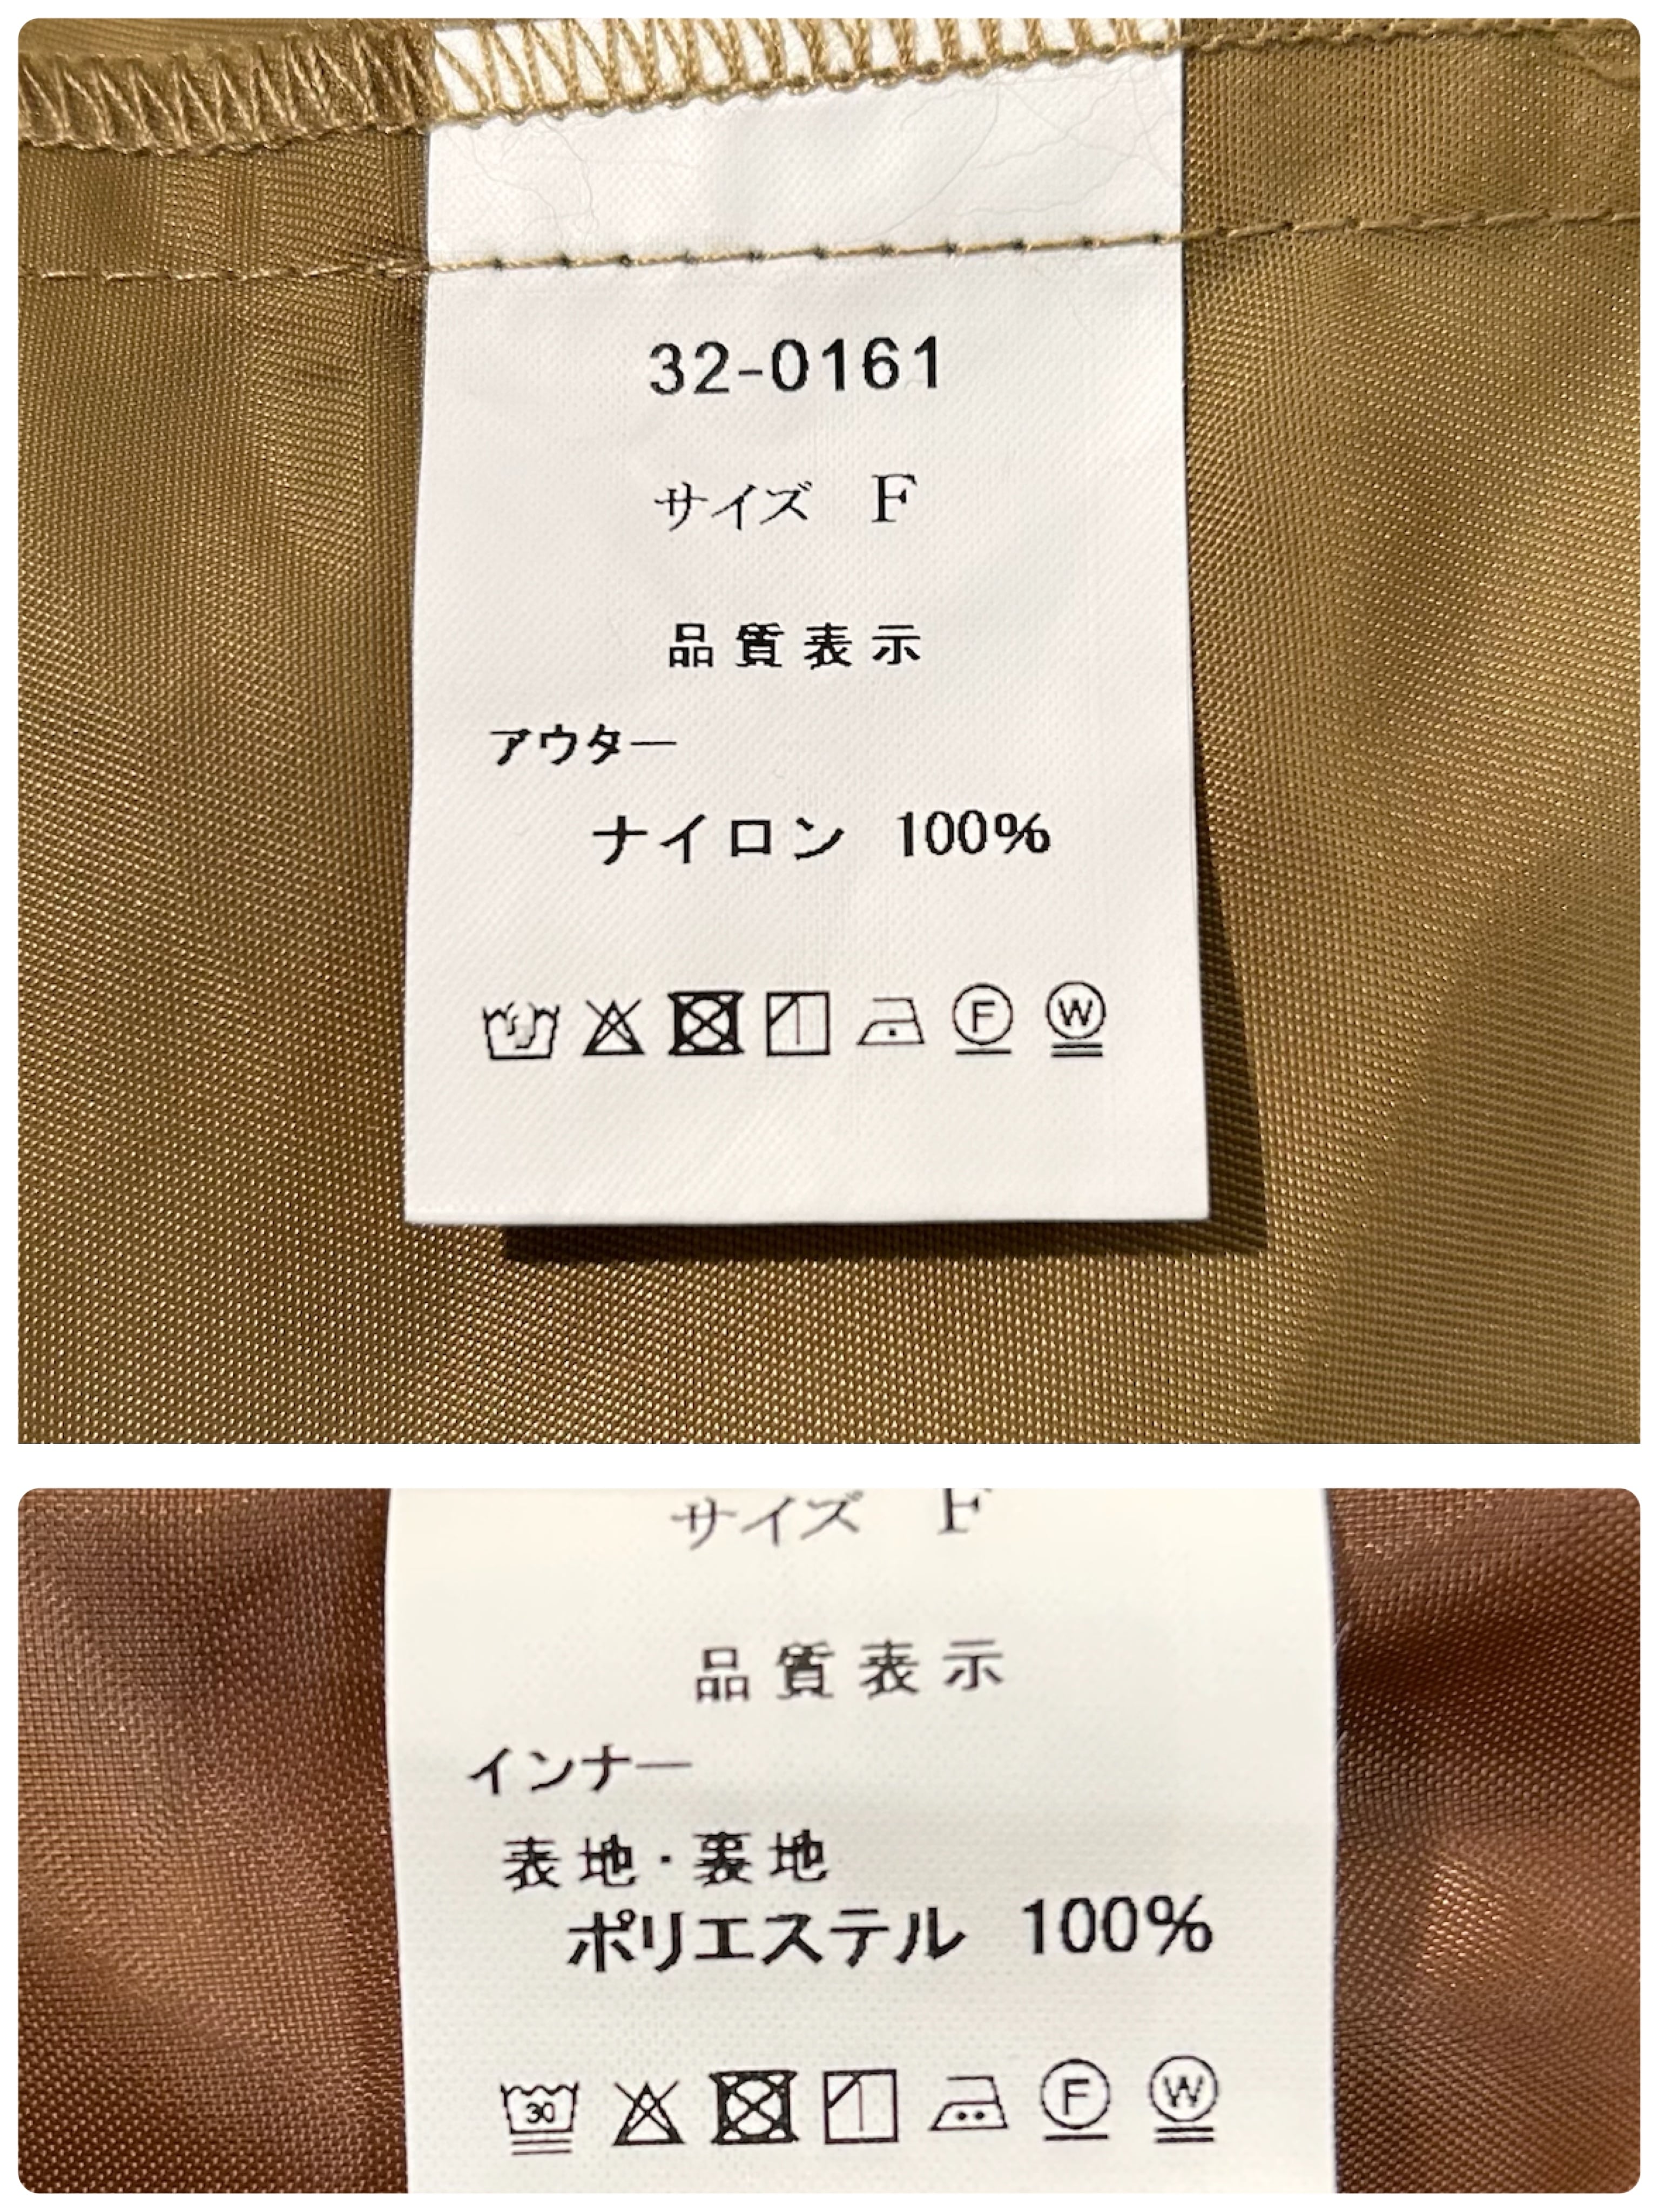 32-0161
サイズ F
品質表示
アウター
ナイロン 100%
F W
サイズ F
品質表示
インナー
表地・裏地
ポリエステル 100%
30 F W